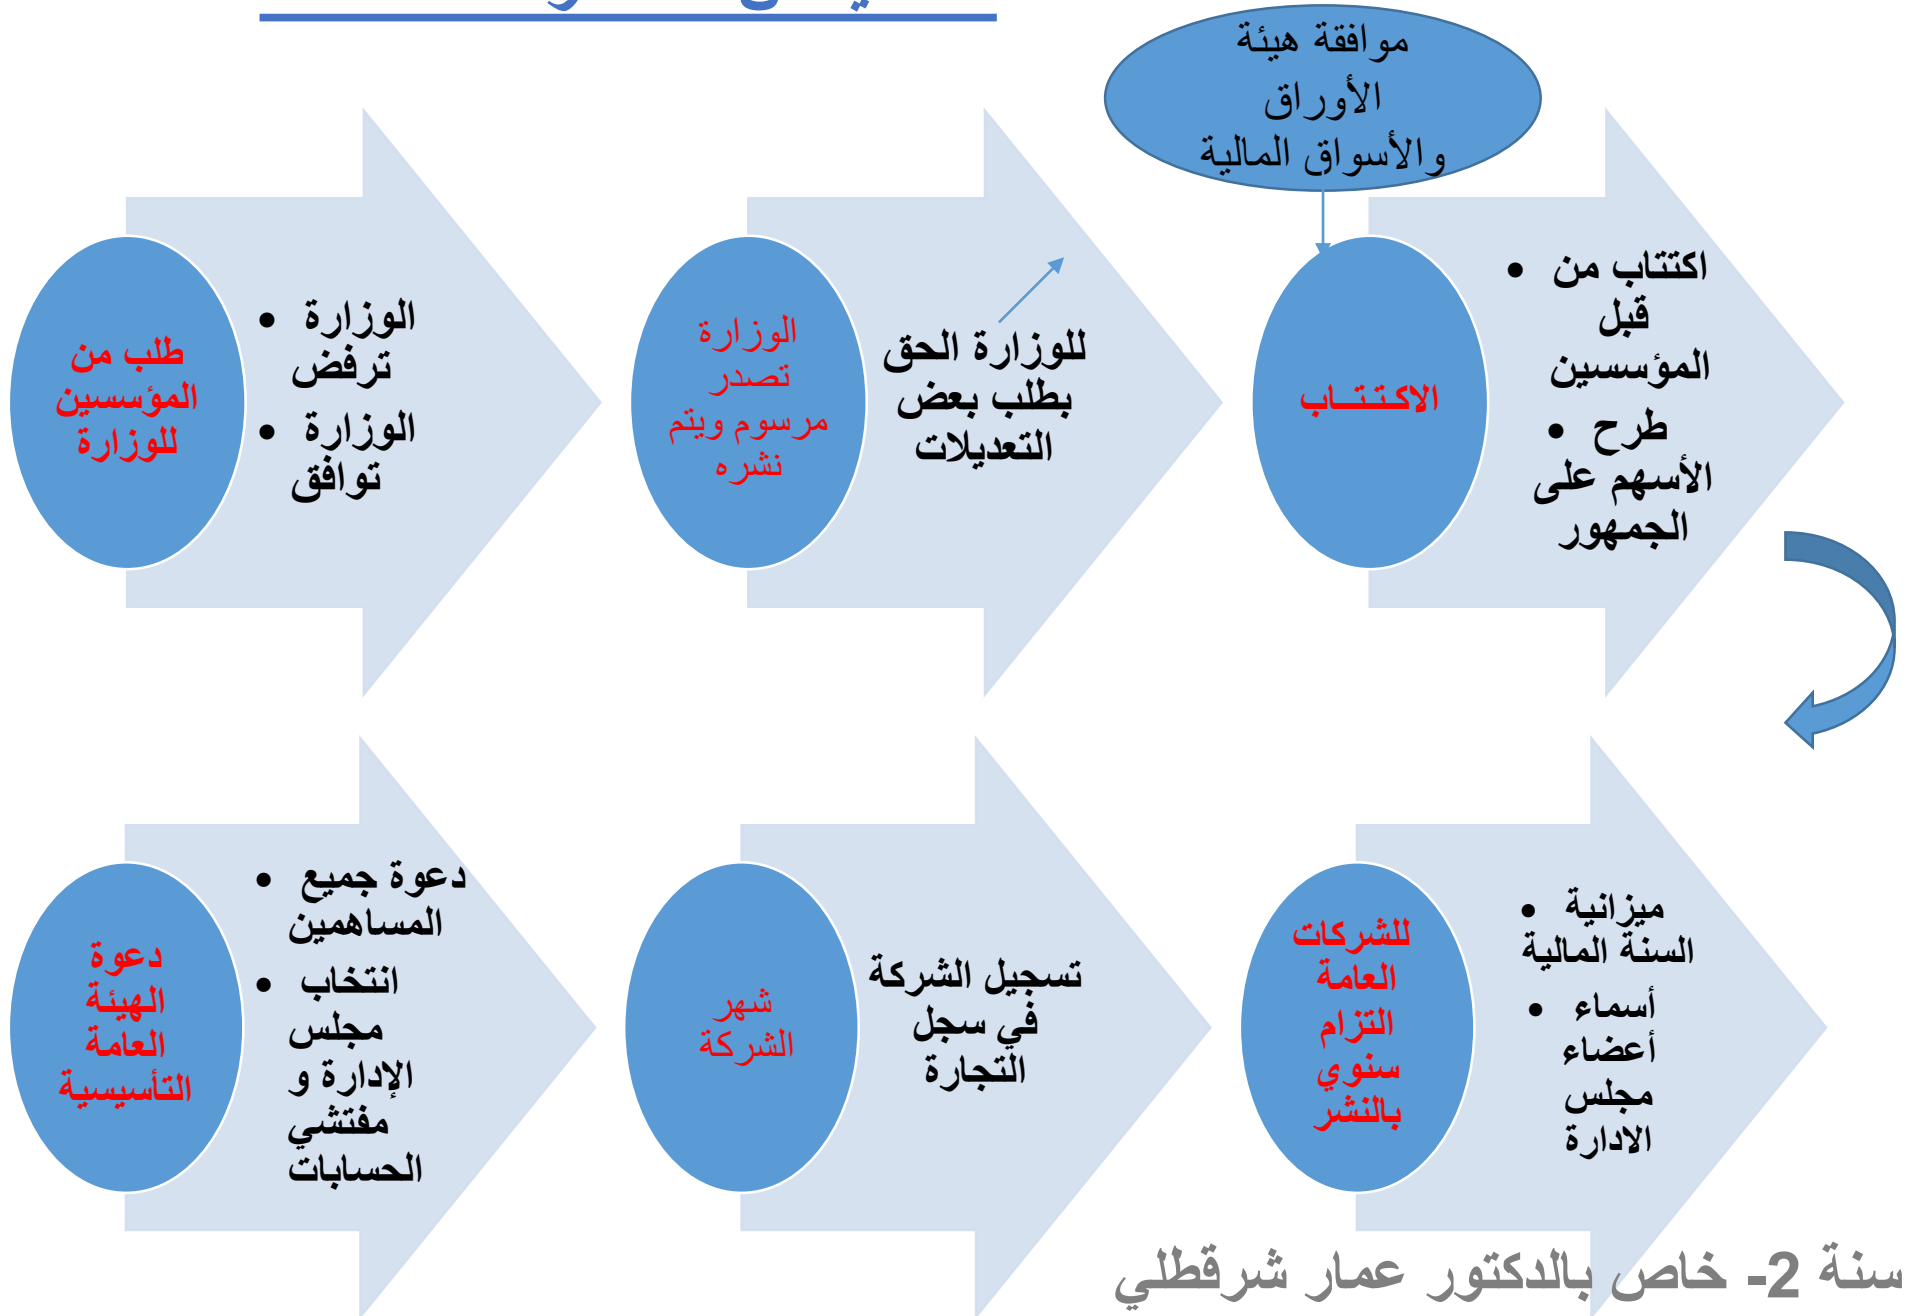 موافقة هيئة
الأوراق
والأسواق المالية
طلب من
المؤسسين
للوزارة
• الوزارة
ترفض
• الوزارة
توافق
الوزارة
تصدر
مرسوم ويتم
نشره
للوزارة الحق
بطلب بعض
التعديلات
الاكتتاب
• اكتتاب من
قبل
المؤسسين
• طرح
الأسهم على
الجمهور
دعوة
الهيئة
العامة
التأسيسية
• دعوة جميع
المساهمين
• انتخاب
مجلس
الإدارة و
مفتشي
الحسابات
شهر
الشركة
تسجيل الشركة
في سجل
التجارة
للشركات
العامة
التزام
سنوي
بالنشر
• ميزانية
السنة المالية
• أسماء
أعضاء
مجلس
الادارة
سنة 2- خاص بالدكتور عمار شرقطلي